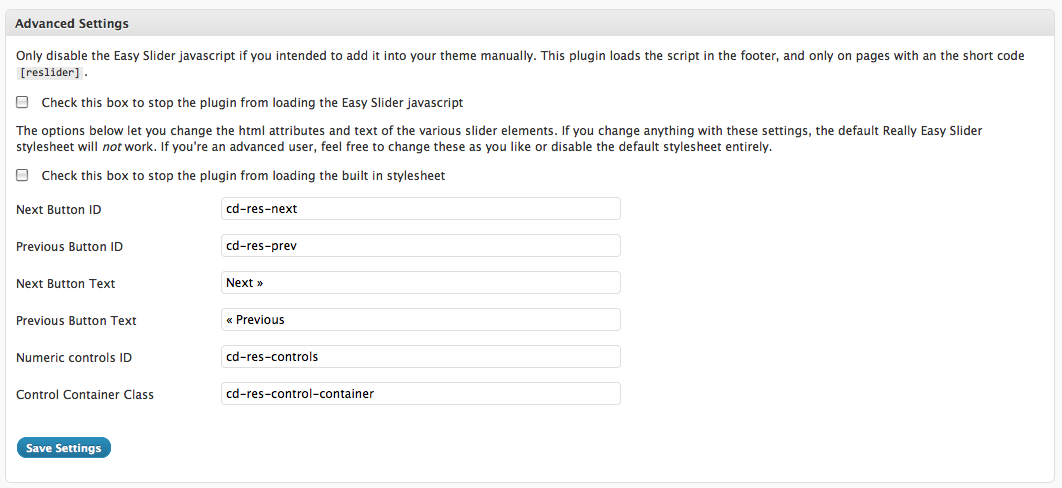 Advanced Settings
Only disable the Easy Slider javascript if you intended to add it into your theme manually. This plugin loads the script in the footer, and only on pages with an the short code
[reslider] .
Check this box to stop the plugin from loading the Easy Slider javascript
The options below let you change the html attributes and text of the various slider elements. If you change anything with these settings, the default Really Easy Slider
stylesheet will not work. If you're an advanced user, feel free to change these as you like or disable the default stylesheet entirely.
Check this box to stop the plugin from loading the built in stylesheet
Next Button ID cd-res-next
Previous Button ID cd-res-prev
Next Button Text Next »
Previous Button Text « Previous
Numeric controls ID cd-res-controls
Control Container Class cd-res-control-container
Save Settings